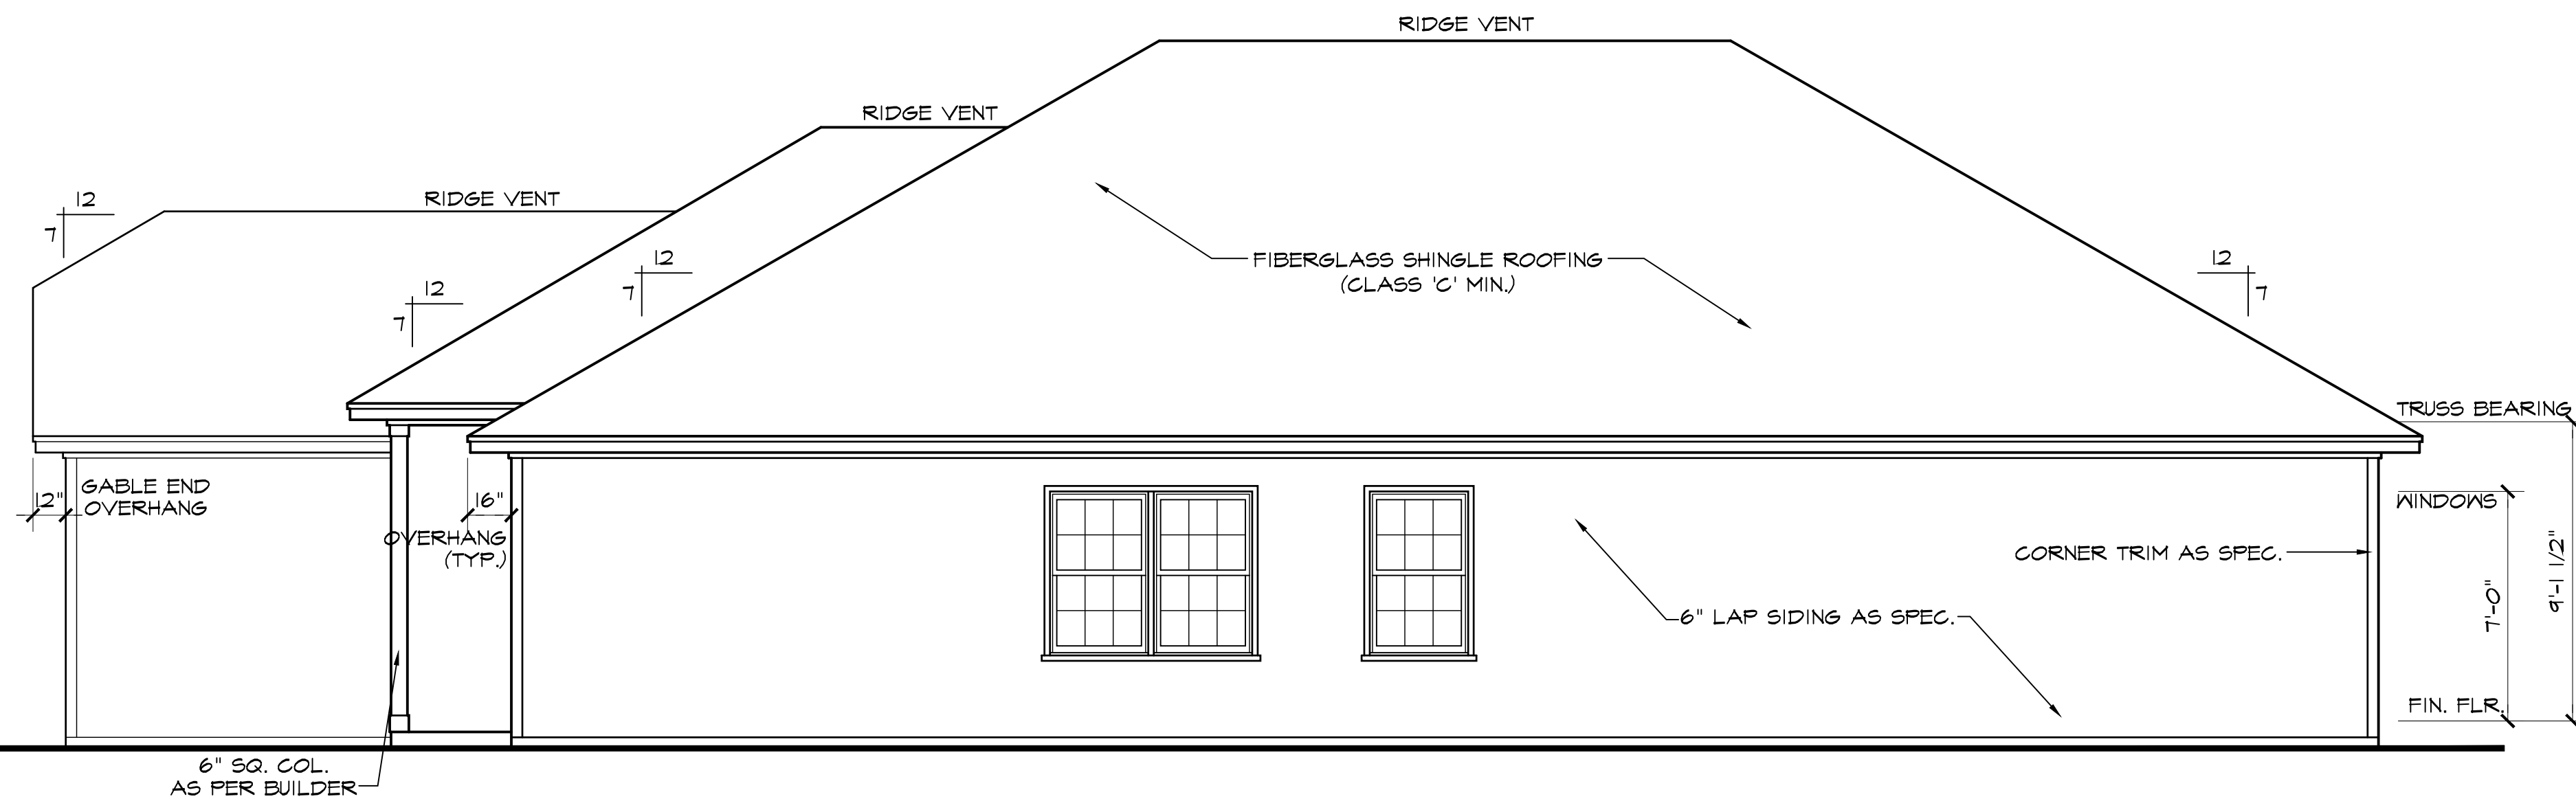 RIDGE VENT
RIDGE VENT
RIDGE VENT
12
7
12
7
12
7
12
7
FIBERGLASS SHINGLE ROOFING
(CLASS 'C' MIN.)
TRUSS BEARING
12"
GABLE END
OVERHANG
16"
OVERHANG
(TYP.)
WINDOWS
CORNER TRIM AS SPEC.
6" LAP SIDING AS SPEC.
7'-0"
9'-1 1/2"
FIN. FLR.
6" SQ. COL.
AS PER BUILDER